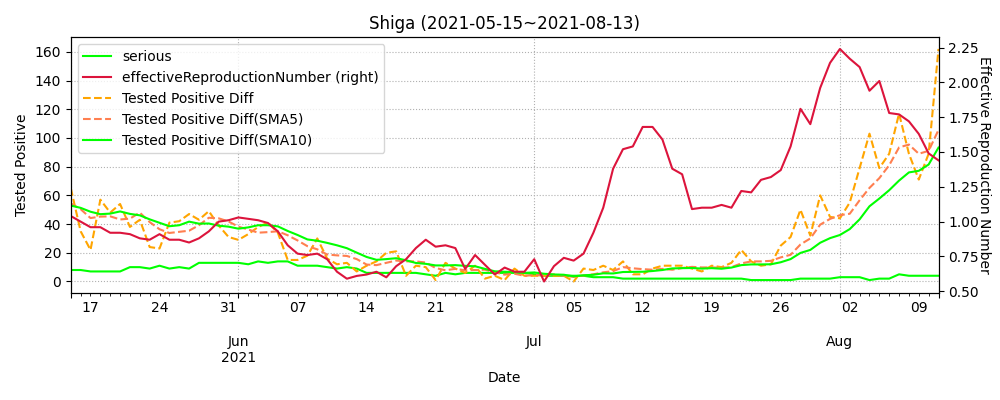 Shiga (2021-05-15~2021-08-13)
serious
effectiveReproductionNumber (right)
Tested Positive Diff
Tested Positive Diff(SMA5)
Tested Positive Diff(SMA10)
Tested Positive
160
140
120
100
80
60
40
20
0
2.25
2.00
1.75
1.50
1.25
1.00
0.75
0.50
Effective Reproduction Number
17 24 31 07 14 21 28 05 12 19 26 02 09
Jun Jul Aug
2021
Date